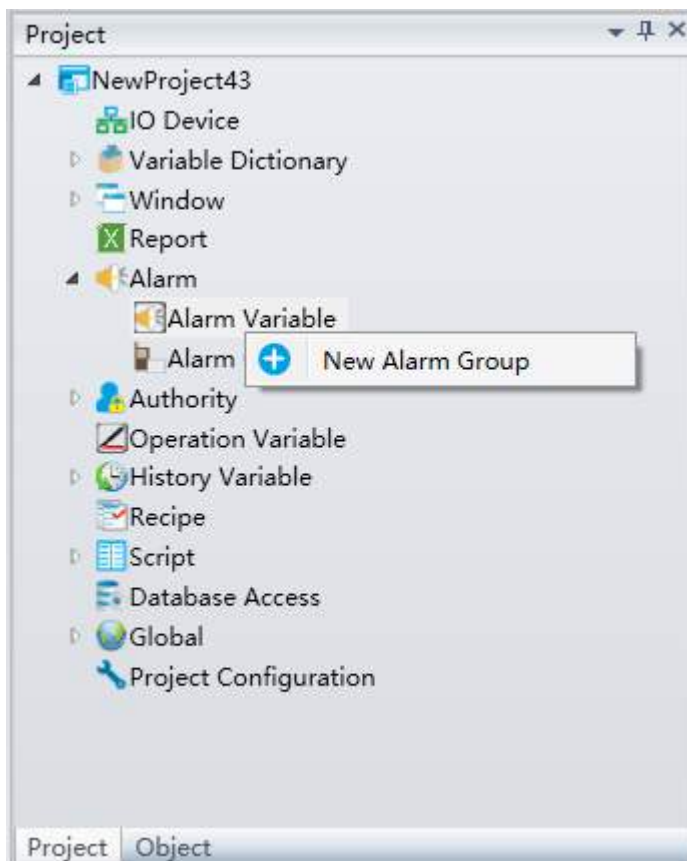 Project
NewProject43
IO Device
Variable Dictionary
Window
Report
Alarm
Alarm Variable
Alarm
New Alarm Group
Authority
Operation Variable
History Variable
Recipe
Script
Database Access
Global
Project Configuration
Project Object